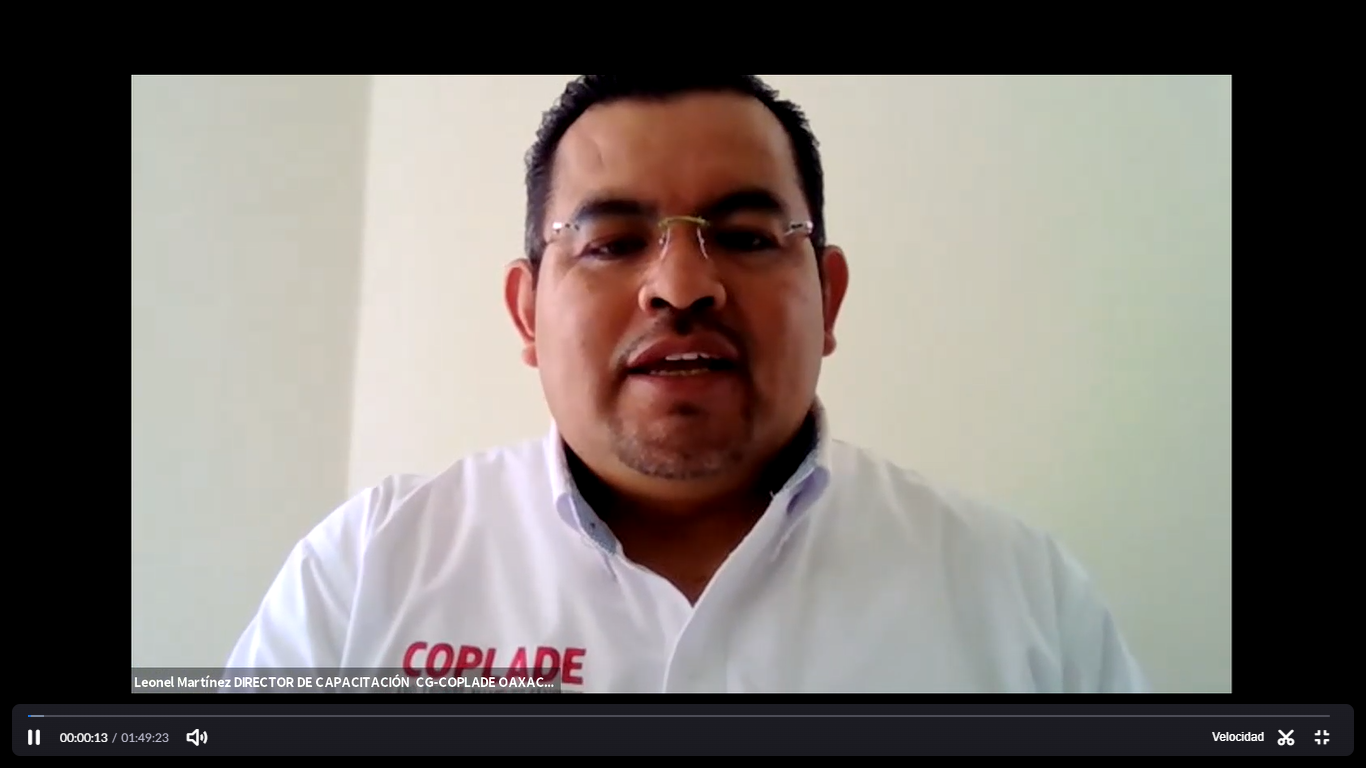 COPLADE
Leonel Martínez DIRECTOR DE CAPACITACIÓN CG-COPLADE OAXAC...
00:00:13 / 01:49:23
Velocidad